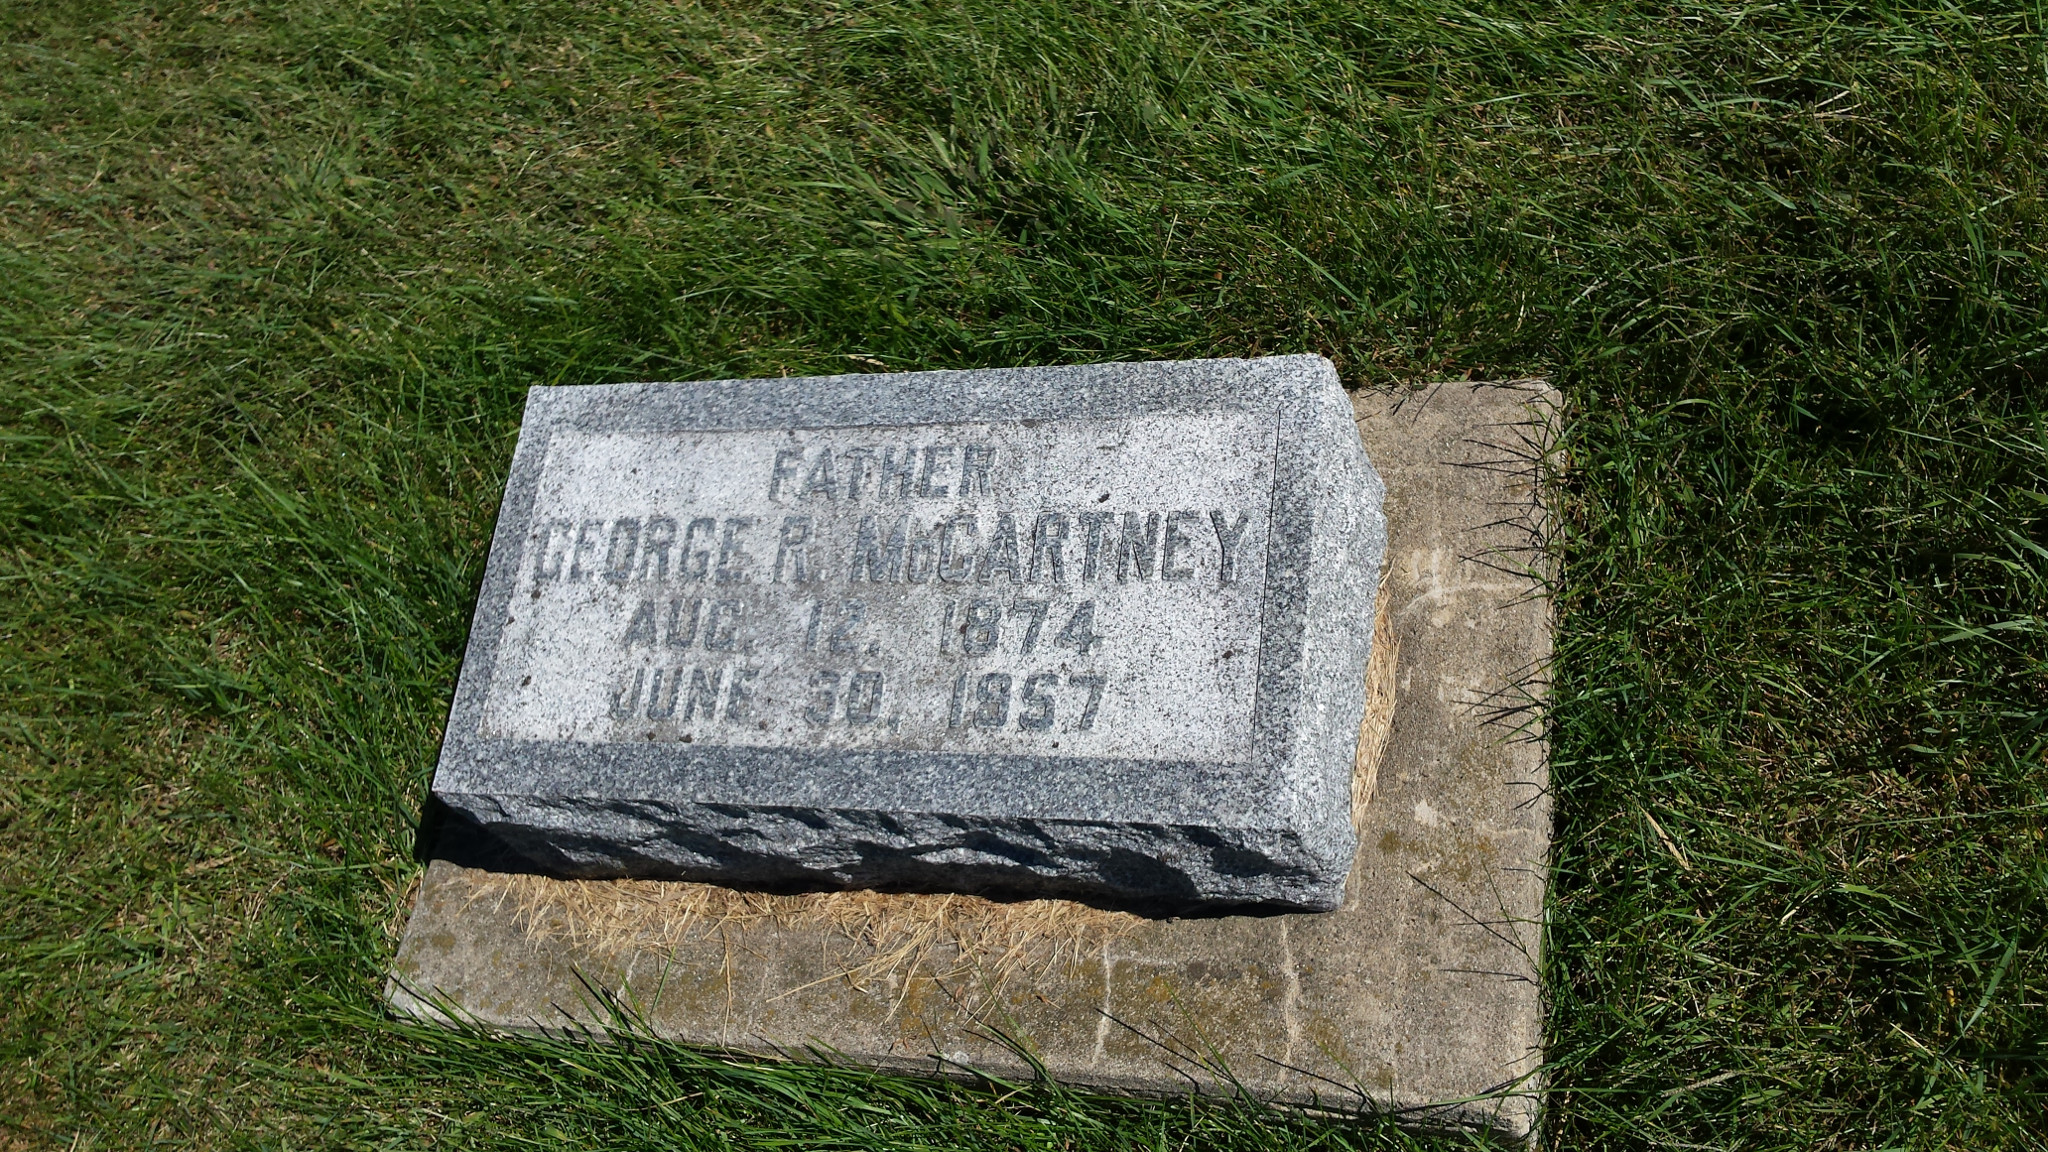 FATHER
GEORGE R. McCARTNEY
AUG. 12, 1874
JUNE 30, 1957